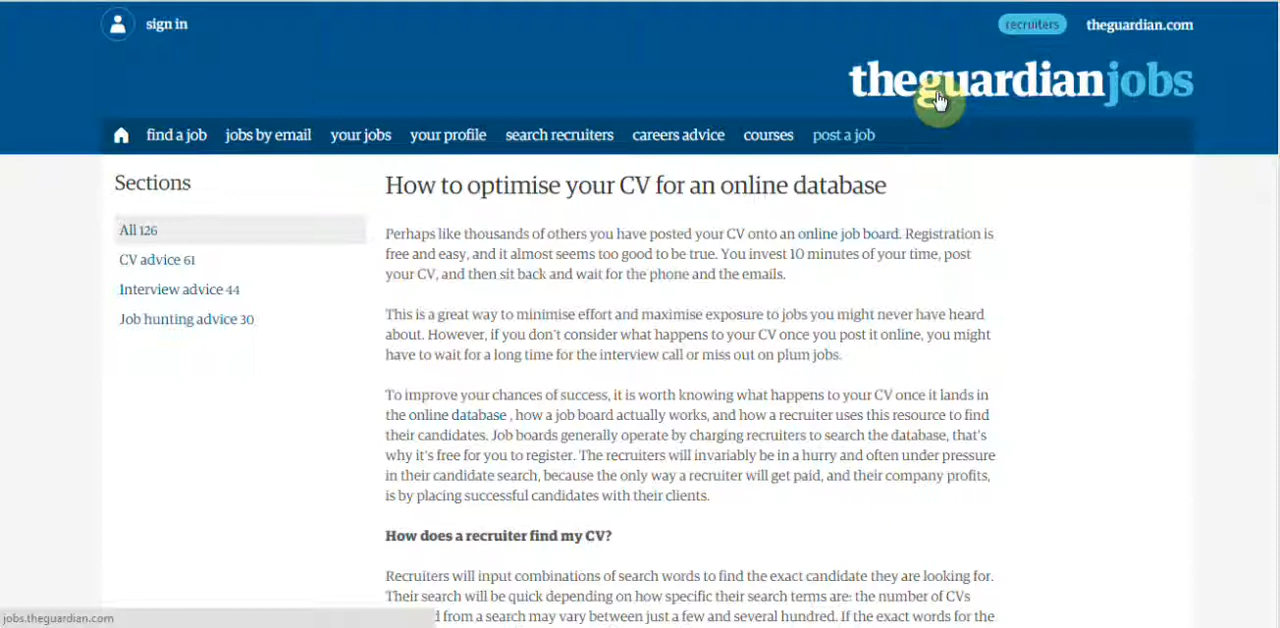 sign in
recruiters
theguardian.com
theguardianjobs
find a job
jobs by email
your jobs
your profile
search recruiters
careers advice
courses
post a job
Sections
All 126
CV advice 61
Interview advice 44
Job hunting advice 30
How to optimise your CV for an online database
Perhaps like thousands of others you have posted your CV onto an online job board. Registration is
free and easy, and it almost seems too good to be true. You invest 10 minutes of your time, post
your CV, and then sit back and wait for the phone and the emails.
This is a great way to minimise effort and maximise exposure to jobs you might never have heard
about. However, if you don't consider what happens to your CV once you post it online, you might
have to wait for a long time for the interview call or miss out on plum jobs.
To improve your chances of success, it is worth knowing what happens to your CV once it lands in
the online database , how a job board actually works, and how a recruiter uses this resource to find
their candidates. Job boards generally operate by charging recruiters to search the database, that's
why it's free for you to register. The recruiters will invariably be in a hurry and often under pressure
in their candidate search, because the only way a recruiter will get paid, and their company profits,
is by placing successful candidates with their clients.
How does a recruiter find my CV?
Recruiters will input combinations of search words to find the exact candidate they are looking for.
Their search will be quick depending on how specific their search terms are: the number of CVs
from a search may vary between just a few and several hundred. If the exact words for the
jobs.theguardian.com